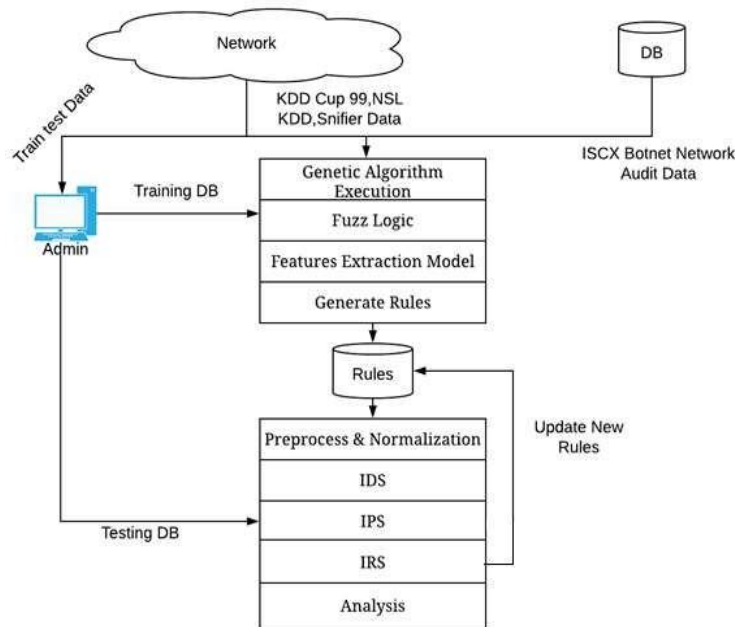 Network
DB
KDD Cup 99,NSL
KDD,Snifier Data
Train test Data
ISCX Botnet Network
Audit Data
Genetic Algorithm
Execution
Training DB
Fuzz Logic
Admin
Features Extraction Model
Generate Rules
Rules
Update New
Rules
Preprocess & Normalization
IDS
Testing DB
IPS
IRS
Analysis